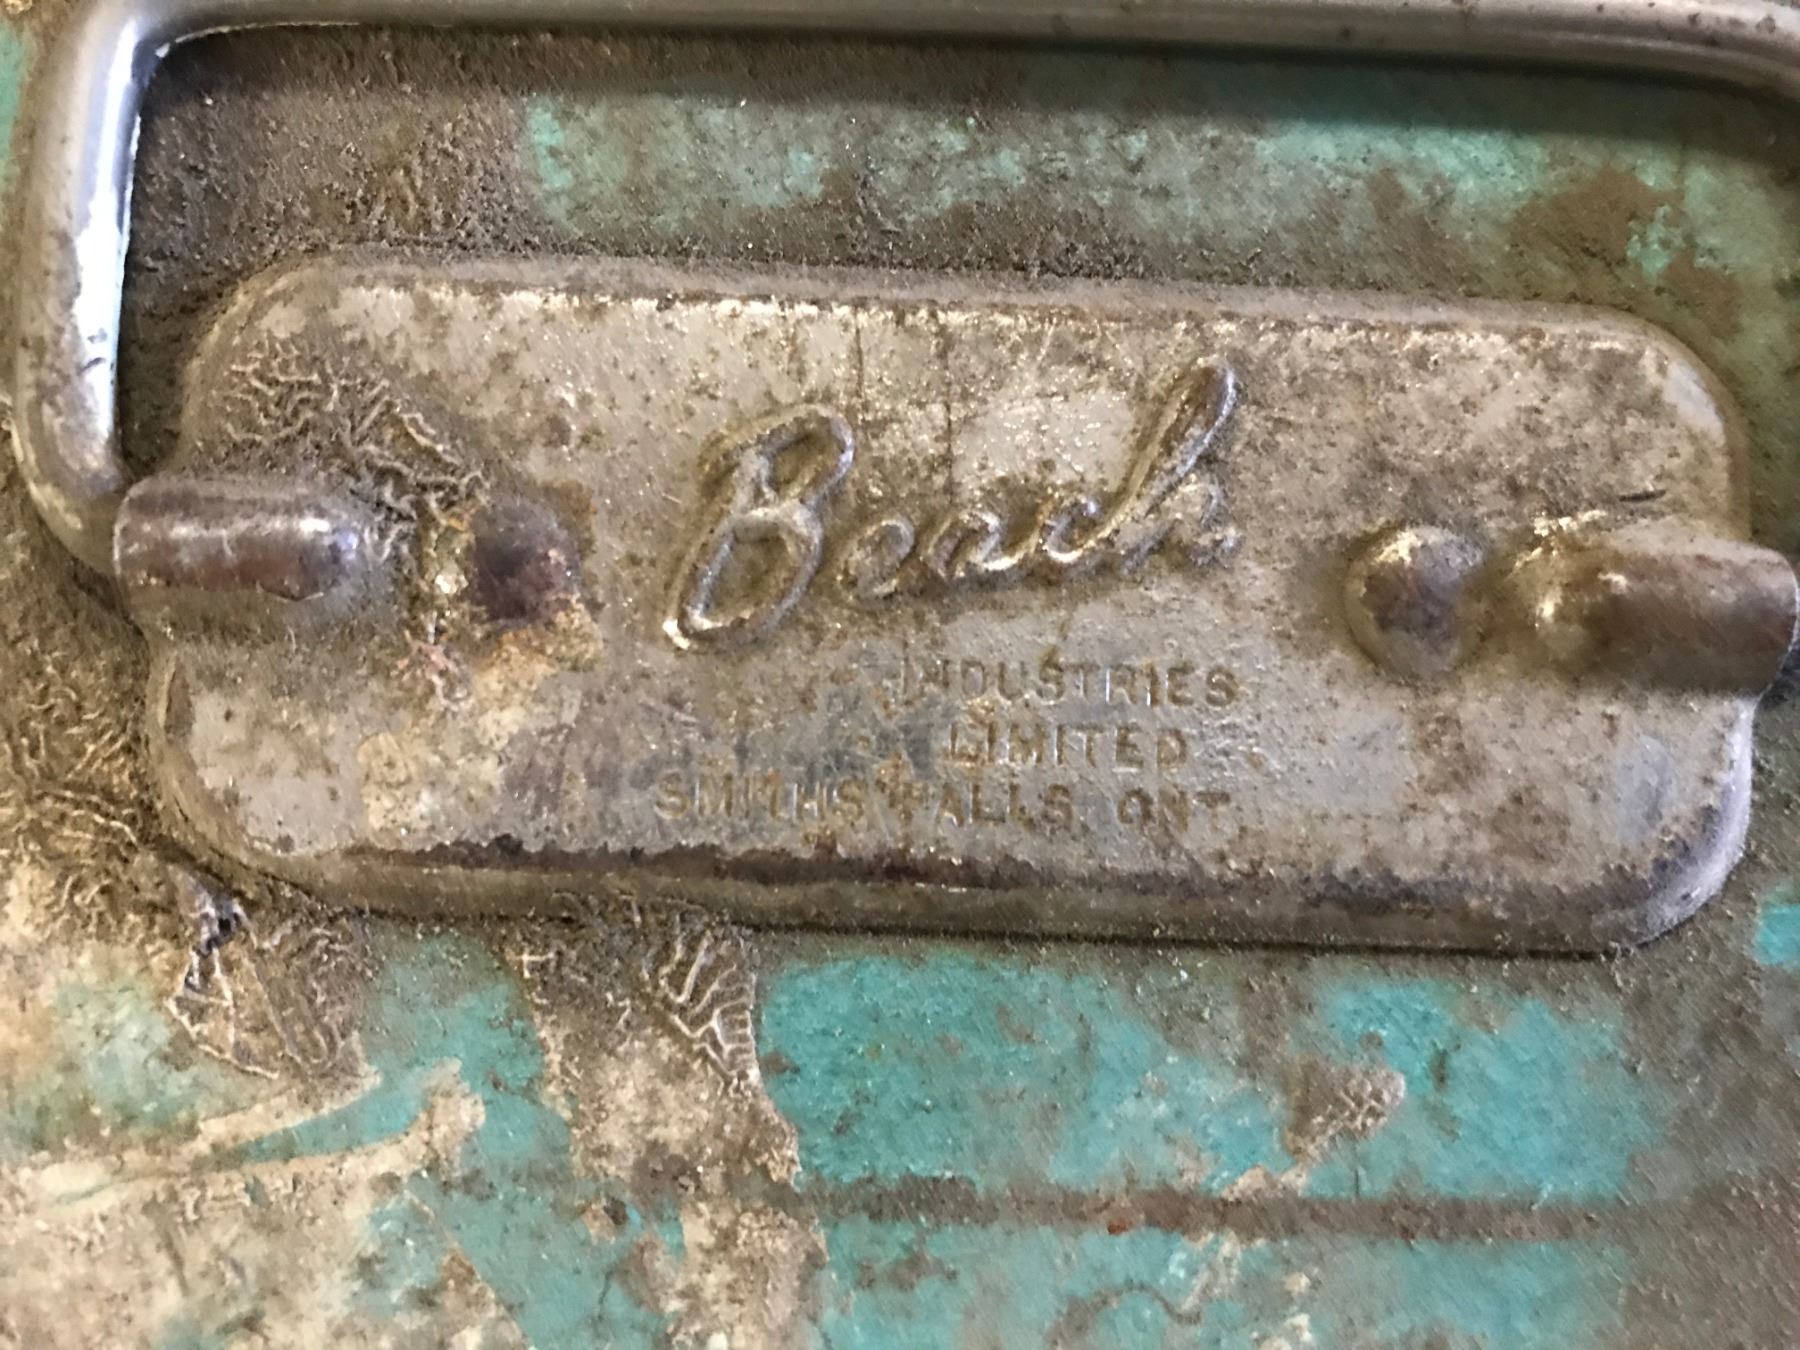 Beach
INDUSTRIES
LIMITED
SMITHS FALLS, ONT.